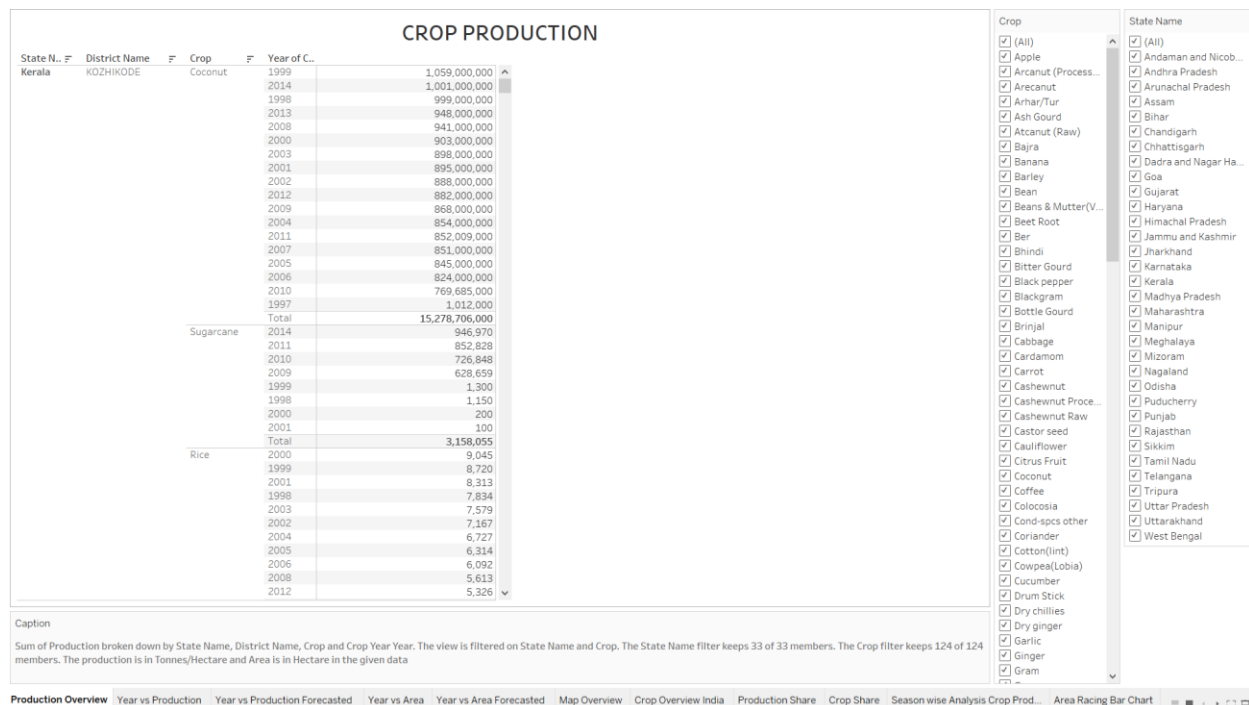 CROP PRODUCTION
State N.. District Name Crop Year of C..
Kerala KOZHIKODE Coconut 1999 1,059,000,000
2014 1,001,000,000
1998 999,000,000
2013 948,000,000
2008 941,000,000
2000 903,000,000
2003 898,000,000
2001 895,000,000
2002 888,000,000
2012 882,000,000
2009 868,000,000
2004 854,000,000
2011 852,009,000
2007 851,000,000
2005 845,000,000
2006 824,000,000
2010 769,685,000
1997 1,012,000
Total 15,278,706,000
Sugarcane 2014 946,970
2011 852,828
2010 726,848
2009 628,659
1999 1,300
1998 1,150
2000 200
2001 100
Total 3,158,055
Rice 2000 9,045
1999 8,720
2001 8,313
1998 7,834
2003 7,579
2002 7,167
2004 6,727
2005 6,314
2006 6,092
2008 5,613
2012 5,326
Caption
Sum of Production broken down by State Name, District Name, Crop and Crop Year Year. The view is filtered on State Name and Crop. The State Name filter keeps 33 of 33 members. The Crop filter keeps 124 of 124
members. The production is in Tonnes/Hectare and Area is in Hectare in the given data
Crop
(All)
Apple
Arcanut (Process...
Arecanut
Arhar/Tur
Ash Gourd
Atcanut (Raw)
Bajra
Banana
Barley
Bean
Beans & Mutter(V...
Beet Root
Ber
Bhindi
Bitter Gourd
Black pepper
Blackgram
Bottle Gourd
Brinjal
Cabbage
Cardamom
Carrot
Cashewnut
Cashewnut Proce...
Cashewnut Raw
Castor seed
Cauliflower
Citrus Fruit
Coconut
Coffee
Colocosia
Cond-spcs other
Coriander
Cotton(lint)
Cowpea(Lobia)
Cucumber
Drum Stick
Dry chillies
Dry ginger
Garlic
Ginger
Gram
State Name
(All)
Andaman and Nicob...
Andhra Pradesh
Arunachal Pradesh
Assam
Bihar
Chandigarh
Chhattisgarh
Dadra and Nagar Ha...
Goa
Gujarat
Haryana
Himachal Pradesh
Jammu and Kashmir
Jharkhand
Karnataka
Kerala
Madhya Pradesh
Maharashtra
Manipur
Meghalaya
Mizoram
Nagaland
Odisha
Puducherry
Punjab
Rajasthan
Sikkim
Tamil Nadu
Telangana
Tripura
Uttar Pradesh
Uttarakhand
West Bengal
Production Overview Year vs Production Year vs Production Forecasted Year vs Area Year vs Area Forecasted Map Overview Crop Overview India Production Share Crop Share Season wise Analysis Crop Prod... Area Racing Bar Chart